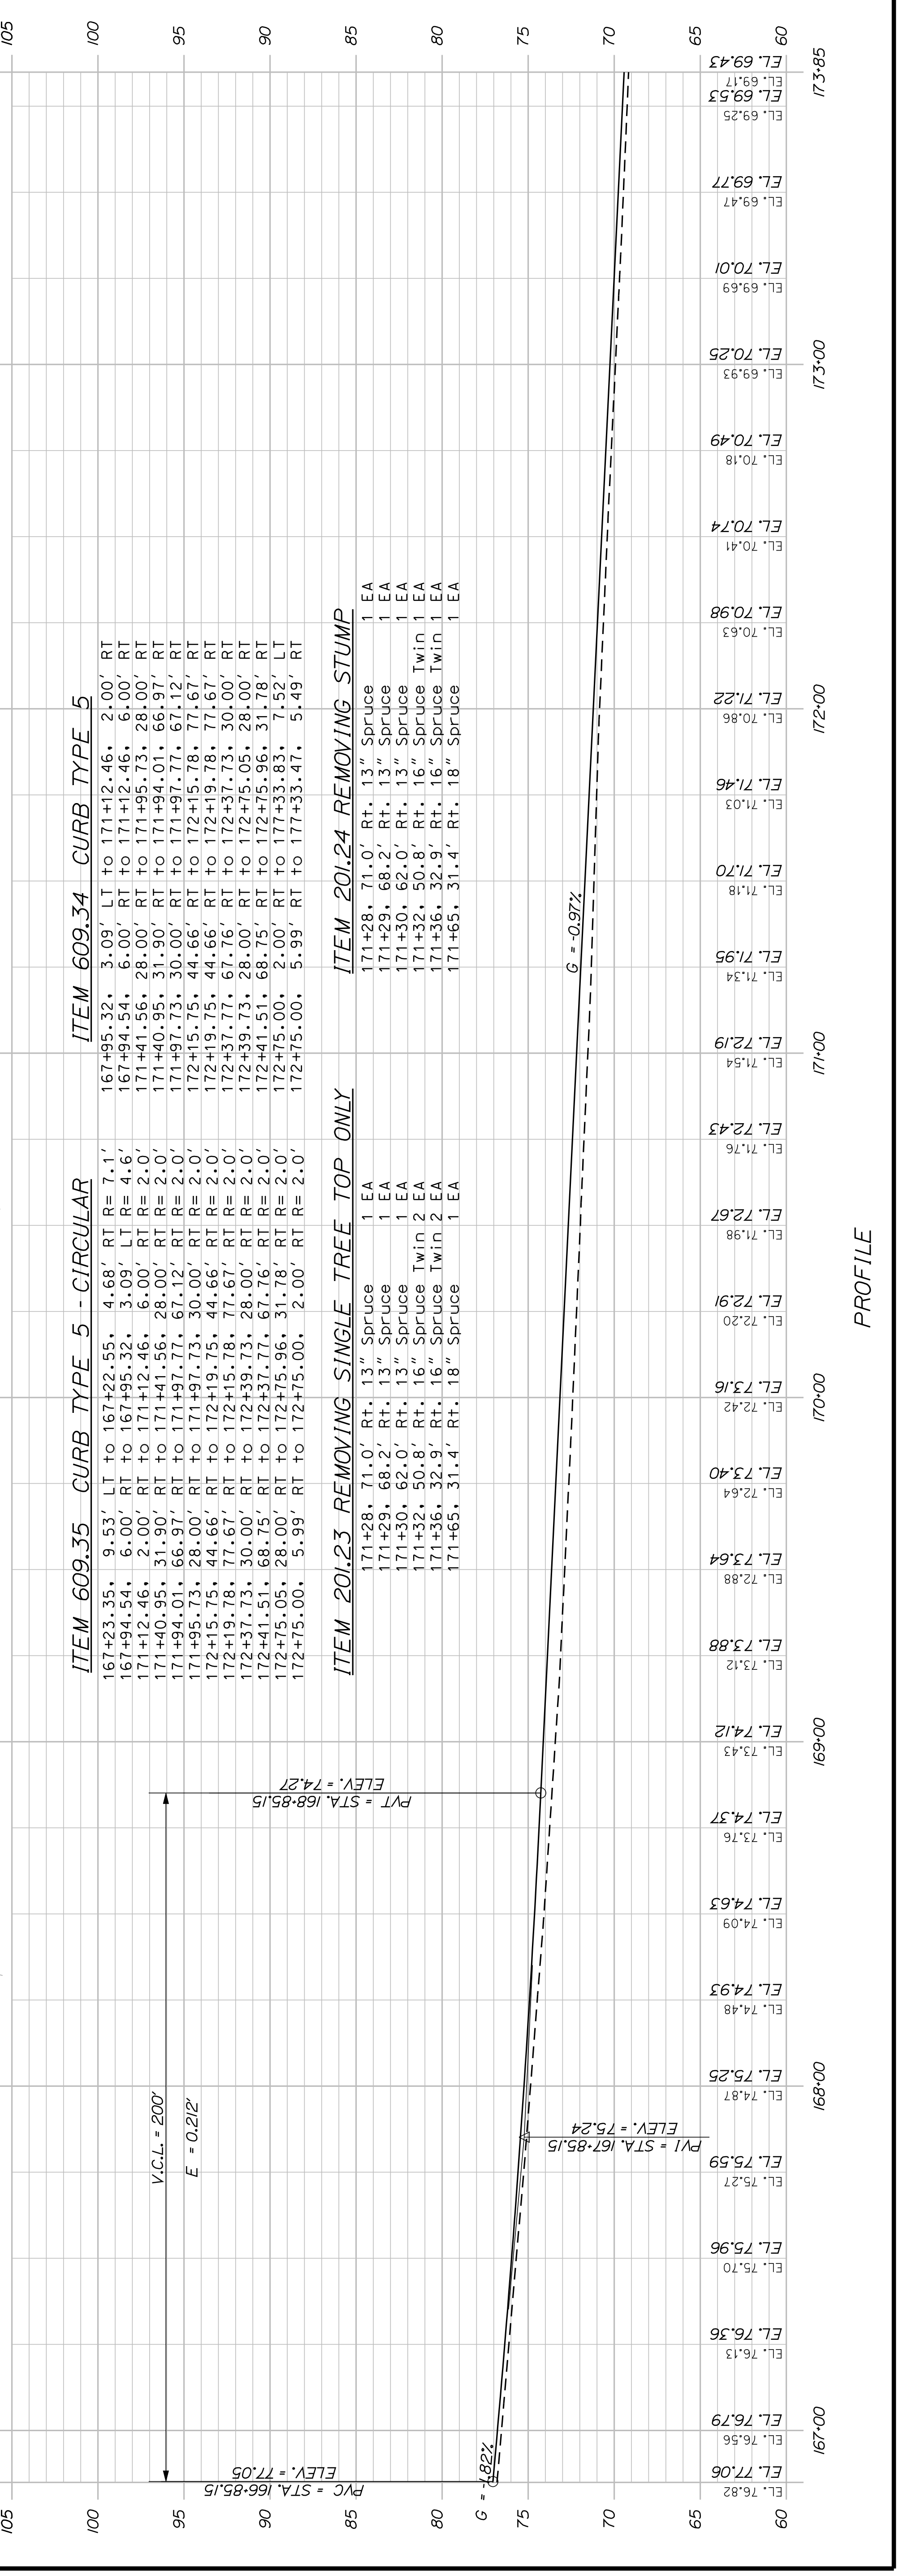 105
100
95
90
85
80
75
70
65
60
105
100
95
90
85
80
75
70
65
60
V.C.L. = 200'
E = 0.212'
PVC = STA. 166+85.15
ELEV. = 77.05
PVT = STA. 168+85.15
ELEV. = 74.27
PVI = STA. 167+85.15
ELEV. = 75.24
G = -1.82%
G = -0.97%
ITEM 609.35 CURB TYPE 5 - CIRCULAR
167+23.35, 9.53' LT to 167+22.55, 4.68' RT R= 7.1'
167+94.54, 6.00' RT to 167+95.32, 3.09' LT R= 4.6'
171+12.46, 2.00' RT to 171+12.46, 6.00' RT R= 2.0'
171+40.95, 31.90' RT to 171+41.56, 28.00' RT R= 2.0'
171+94.01, 66.97' RT to 171+97.77, 67.12' RT R= 2.0'
171+95.73, 28.00' RT to 171+97.73, 30.00' RT R= 2.0'
172+15.75, 44.66' RT to 172+19.75, 44.66' RT R= 2.0'
172+19.78, 77.67' RT to 172+15.78, 77.67' RT R= 2.0'
172+37.73, 30.00' RT to 172+39.73, 28.00' RT R= 2.0'
172+41.51, 68.75' RT to 172+37.77, 67.76' RT R= 2.0'
172+75.05, 28.00' RT to 172+75.96, 31.78' RT R= 2.0'
172+75.00, 5.99' RT to 172+75.00, 2.00' RT R= 2.0'
ITEM 609.34 CURB TYPE 5
167+95.32, 3.09' LT to 171+12.46, 2.00' RT
167+94.54, 6.00' RT to 171+12.46, 6.00' RT
171+41.56, 28.00' RT to 171+95.73, 28.00' RT
171+40.95, 31.90' RT to 171+94.01, 66.97' RT
171+97.73, 30.00' RT to 171+97.77, 67.12' RT
172+15.75, 44.66' RT to 172+15.78, 77.67' RT
172+19.75, 44.66' RT to 172+19.78, 77.67' RT
172+37.77, 67.76' RT to 172+37.73, 30.00' RT
172+39.73, 28.00' RT to 172+75.05, 28.00' RT
172+41.51, 68.75' RT to 172+75.96, 31.78' RT
172+75.00, 2.00' RT to 177+33.83, 7.52' LT
172+75.00, 5.99' RT to 177+33.47, 5.49' RT
ITEM 201.23 REMOVING SINGLE TREE TOP ONLY
171+28, 71.0' Rt. 13" Spruce 1 EA
171+29, 68.2' Rt. 13" Spruce 1 EA
171+30, 62.0' Rt. 13" Spruce 1 EA
171+32, 50.8' Rt. 16" Spruce Twin 2 EA
171+36, 32.9' Rt. 16" Spruce Twin 2 EA
171+65, 31.4' Rt. 18" Spruce 1 EA
ITEM 201.24 REMOVING STUMP
171+28, 71.0' Rt. 13" Spruce 1 EA
171+29, 68.2' Rt. 13" Spruce 1 EA
171+30, 62.0' Rt. 13" Spruce 1 EA
171+32, 50.8' Rt. 16" Spruce Twin 1 EA
171+36, 32.9' Rt. 16" Spruce Twin 1 EA
171+65, 31.4' Rt. 18" Spruce 1 EA
EL. 76.82
EL. 77.06
EL. 76.56
EL. 76.79
EL. 76.13
EL. 76.36
EL. 75.70
EL. 75.96
EL. 75.27
EL. 75.59
EL. 74.87
EL. 75.25
EL. 74.48
EL. 74.93
EL. 74.09
EL. 74.63
EL. 73.76
EL. 74.37
EL. 73.43
EL. 74.12
EL. 73.12
EL. 73.88
EL. 72.88
EL. 73.64
EL. 72.64
EL. 73.40
EL. 72.42
EL. 73.16
EL. 72.20
EL. 72.91
EL. 71.98
EL. 72.67
EL. 71.76
EL. 72.43
EL. 71.54
EL. 72.19
EL. 71.34
EL. 71.95
EL. 71.18
EL. 71.70
EL. 71.03
EL. 71.46
EL. 70.86
EL. 71.22
EL. 70.63
EL. 70.98
EL. 70.41
EL. 70.74
EL. 70.18
EL. 70.49
EL. 69.93
EL. 70.25
EL. 69.69
EL. 70.01
EL. 69.47
EL. 69.77
EL. 69.25
EL. 69.53
EL. 69.17
EL. 69.43
167+00
168+00
169+00
170+00
171+00
172+00
173+00
173+85
PROFILE